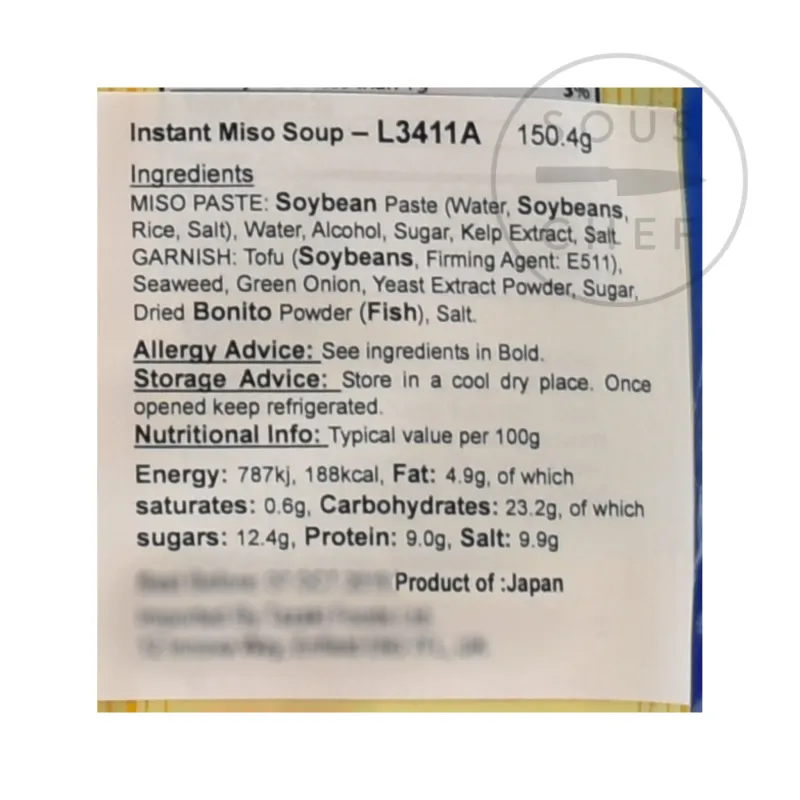 3%
Instant Miso Soup – L3411A 150.4g
Ingredients
MISO PASTE: Soybean Paste (Water, Soybeans,
Rice, Salt), Water, Alcohol, Sugar, Kelp Extract, Salt
GARNISH: Tofu (Soybeans, Firming Agent: E511),
Seaweed, Green Onion, Yeast Extract Powder, Sugar,
Dried Bonito Powder (Fish), Salt.
Allergy Advice: See ingredients in Bold.
Storage Advice: Store in a cool dry place. Once
opened keep refrigerated.
Nutritional Info: Typical value per 100g
Energy: 787kj, 188kcal, Fat: 4.9g, of which
saturates: 0.6g, Carbohydrates: 23.2g, of which
sugars: 12.4g, Protein: 9.0g, Salt: 9.9g
Product of :Japan
SOUS
CHEF